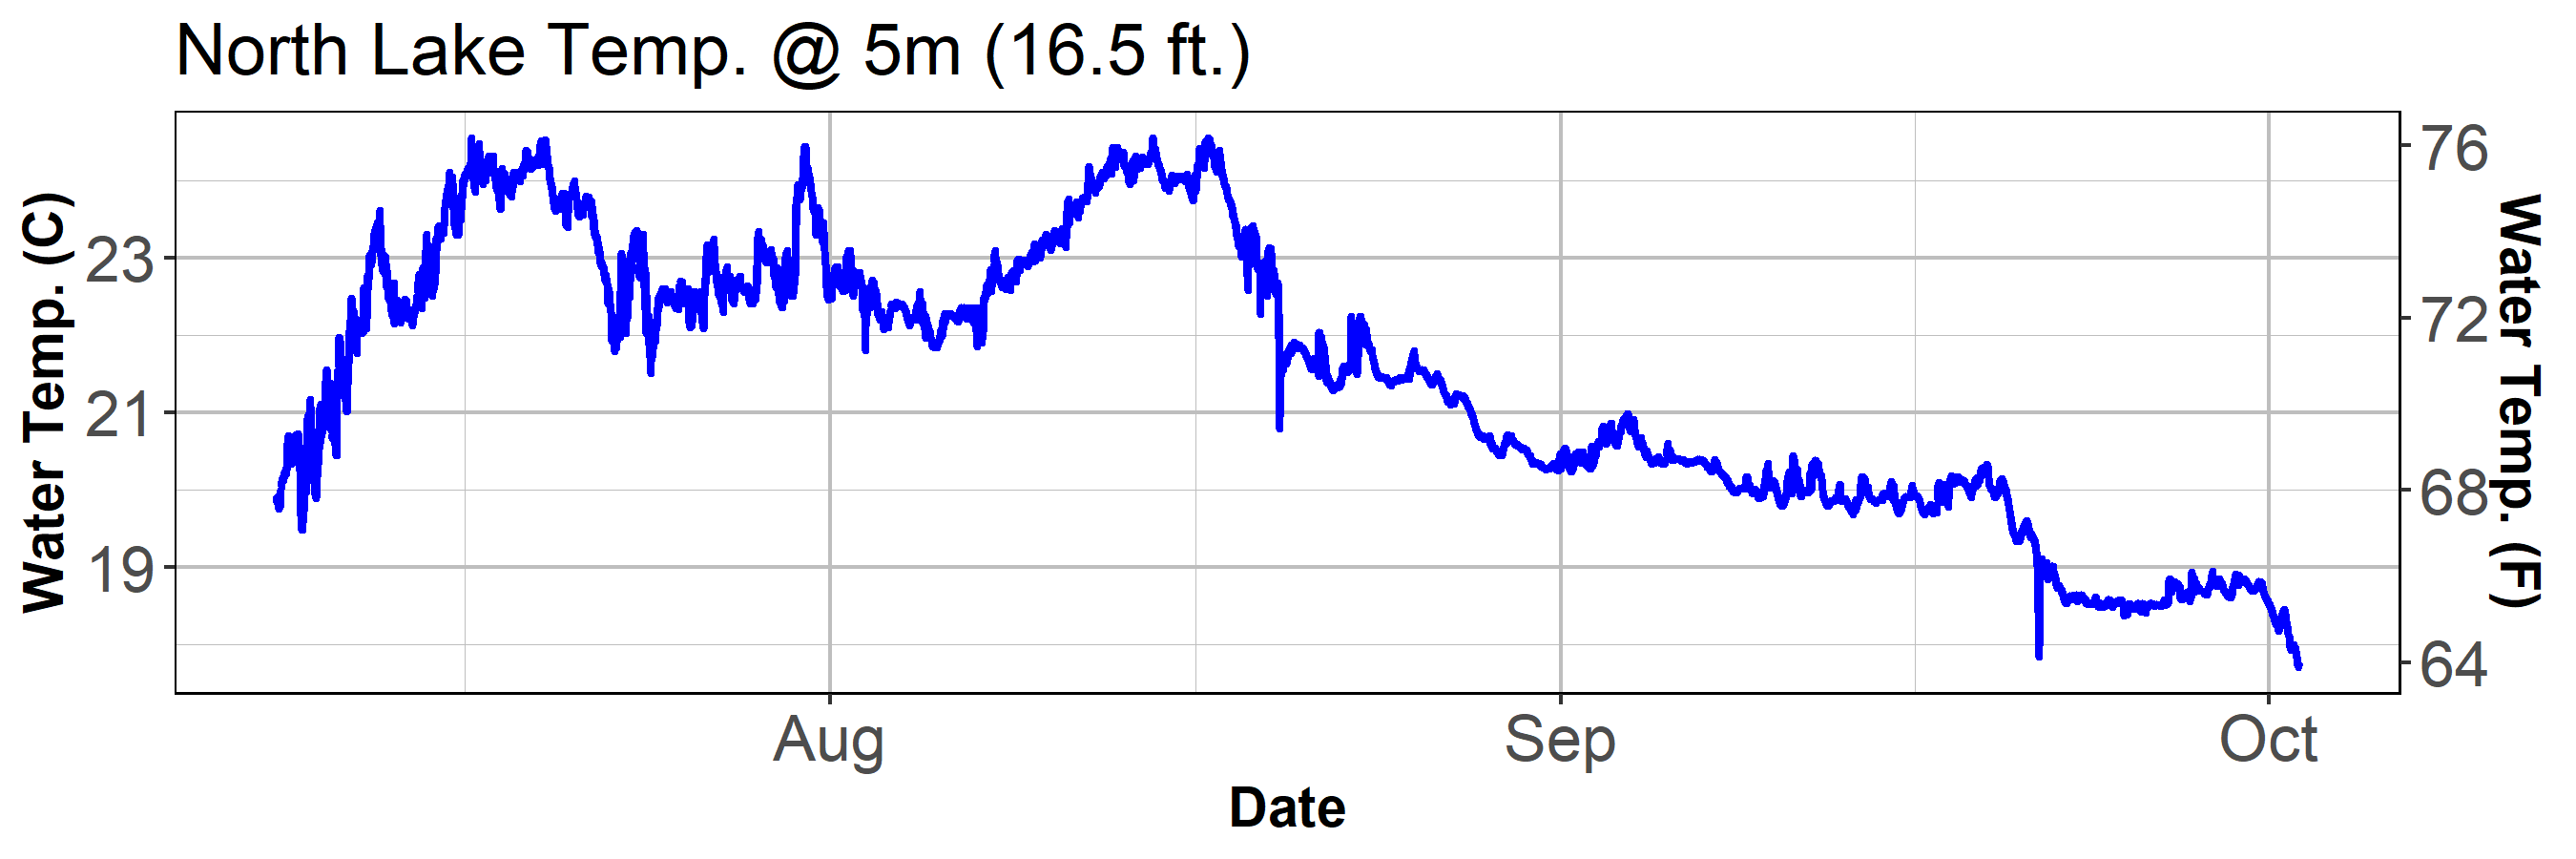 North Lake Temp. @ 5m (16.5 ft.)
Water Temp. (C)
23
21
19
76
72
68
64
Water Temp. (F)
Aug
Sep
Oct
Date